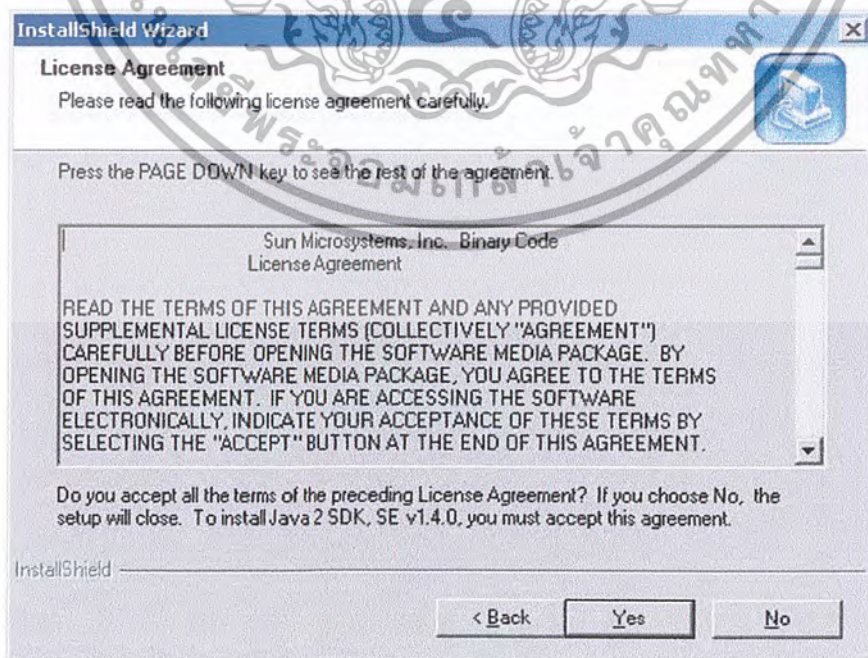 InstallShield Wizard
License Agreement
Please read the following license agreement carefully.
Press the PAGE DOWN key to see the rest of the agreement.
Sun Microsystems, Inc.  Binary Code
License Agreement
READ THE TERMS OF THIS AGREEMENT AND ANY PROVIDED
SUPPLEMENTAL LICENSE TERMS (COLLECTIVELY "AGREEMENT")
CAREFULLY BEFORE OPENING THE SOFTWARE MEDIA PACKAGE.  BY
OPENING THE SOFTWARE MEDIA PACKAGE, YOU AGREE TO THE TERMS
OF THIS AGREEMENT.  IF YOU ARE ACCESSING THE SOFTWARE
ELECTRONICALLY, INDICATE YOUR ACCEPTANCE OF THESE TERMS BY
SELECTING THE "ACCEPT" BUTTON AT THE END OF THIS AGREEMENT.
Do you accept all the terms of the preceding License Agreement?  If you choose No,  the
setup will close.  To install Java 2 SDK, SE v1.4.0, you must accept this agreement.
InstallShield
< Back
Yes
No